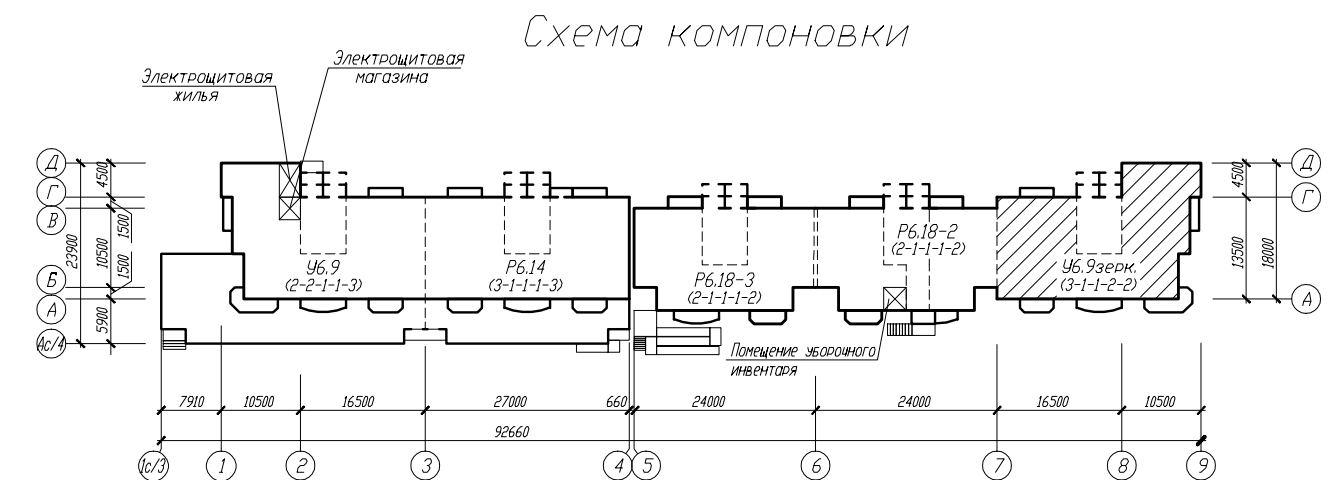 Схема компоновки
Электрощитовая
магазина
Электрощитовая
жилья
Д
Г
В
Б
А
Ас/4
23900
4500
1500
10500
1500
5900
У6.9
(2-2-1-1-3)
Р6.14
(3-1-1-1-3)
Р6.18-3
(2-1-1-1-2)
Р6.18-2
(2-1-1-1-2)
У6.9зерк.
(3-1-1-2-2)
Помещение уборочного
инвентаря
4500
13500
18000
Д
Г
А
7910 10500 16500 27000 660 24000 24000 16500 10500
92660
1с/3 1 2 3 4 5 6 7 8 9